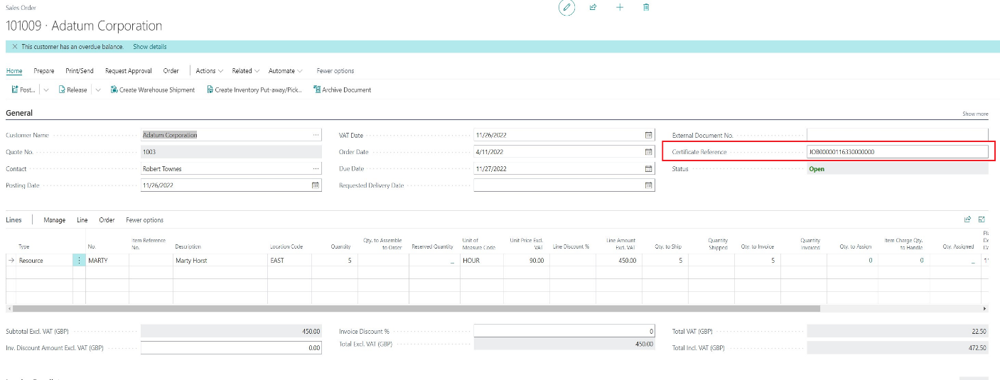 Sales Order
101009 · Adatum Corporation
This customer has an overdue balance. Show details
Home Prepare Print/Send Request Approval Order Actions Related Automate Fewer options
Post... Release Create Warehouse Shipment Create Inventory Put-away/Pick... Archive Document
General Show more
Customer Name Adatum Corporation ... VAT Date 11/26/2022 External Document No.
Quote No. 1003 Order Date 4/11/2022 Certificate Reference JOB00000116330000000
Contact Robert Townes ... Due Date 11/27/2022 Status Open
Posting Date 11/26/2022 Requested Delivery Date
Lines Manage Line Order Fewer options
Type No. Item Reference No. Description Location Code Quantity Qty. to Assemble to Order Reserved Quantity Unit of Measure Code Unit Price Excl. VAT Line Discount % Line Amount Excl. VAT Qty. to Ship Quantity Shipped Qty. to Invoice Quantity Invoiced Qty. to Assign Item Charge Qty. to Handle Qty. Assigned
Resource MARTY Marty Horst EAST 5 _ HOUR 90.00 450.00 5 5 0 0 _ 1
Subtotal Excl. VAT (GBP) 450.00 Invoice Discount % 0 Total VAT (GBP) 22.50
Inv. Discount Amount Excl. VAT (GBP) 0.00 Total Excl. VAT (GBP) 450.00 Total Incl. VAT (GBP) 472.50